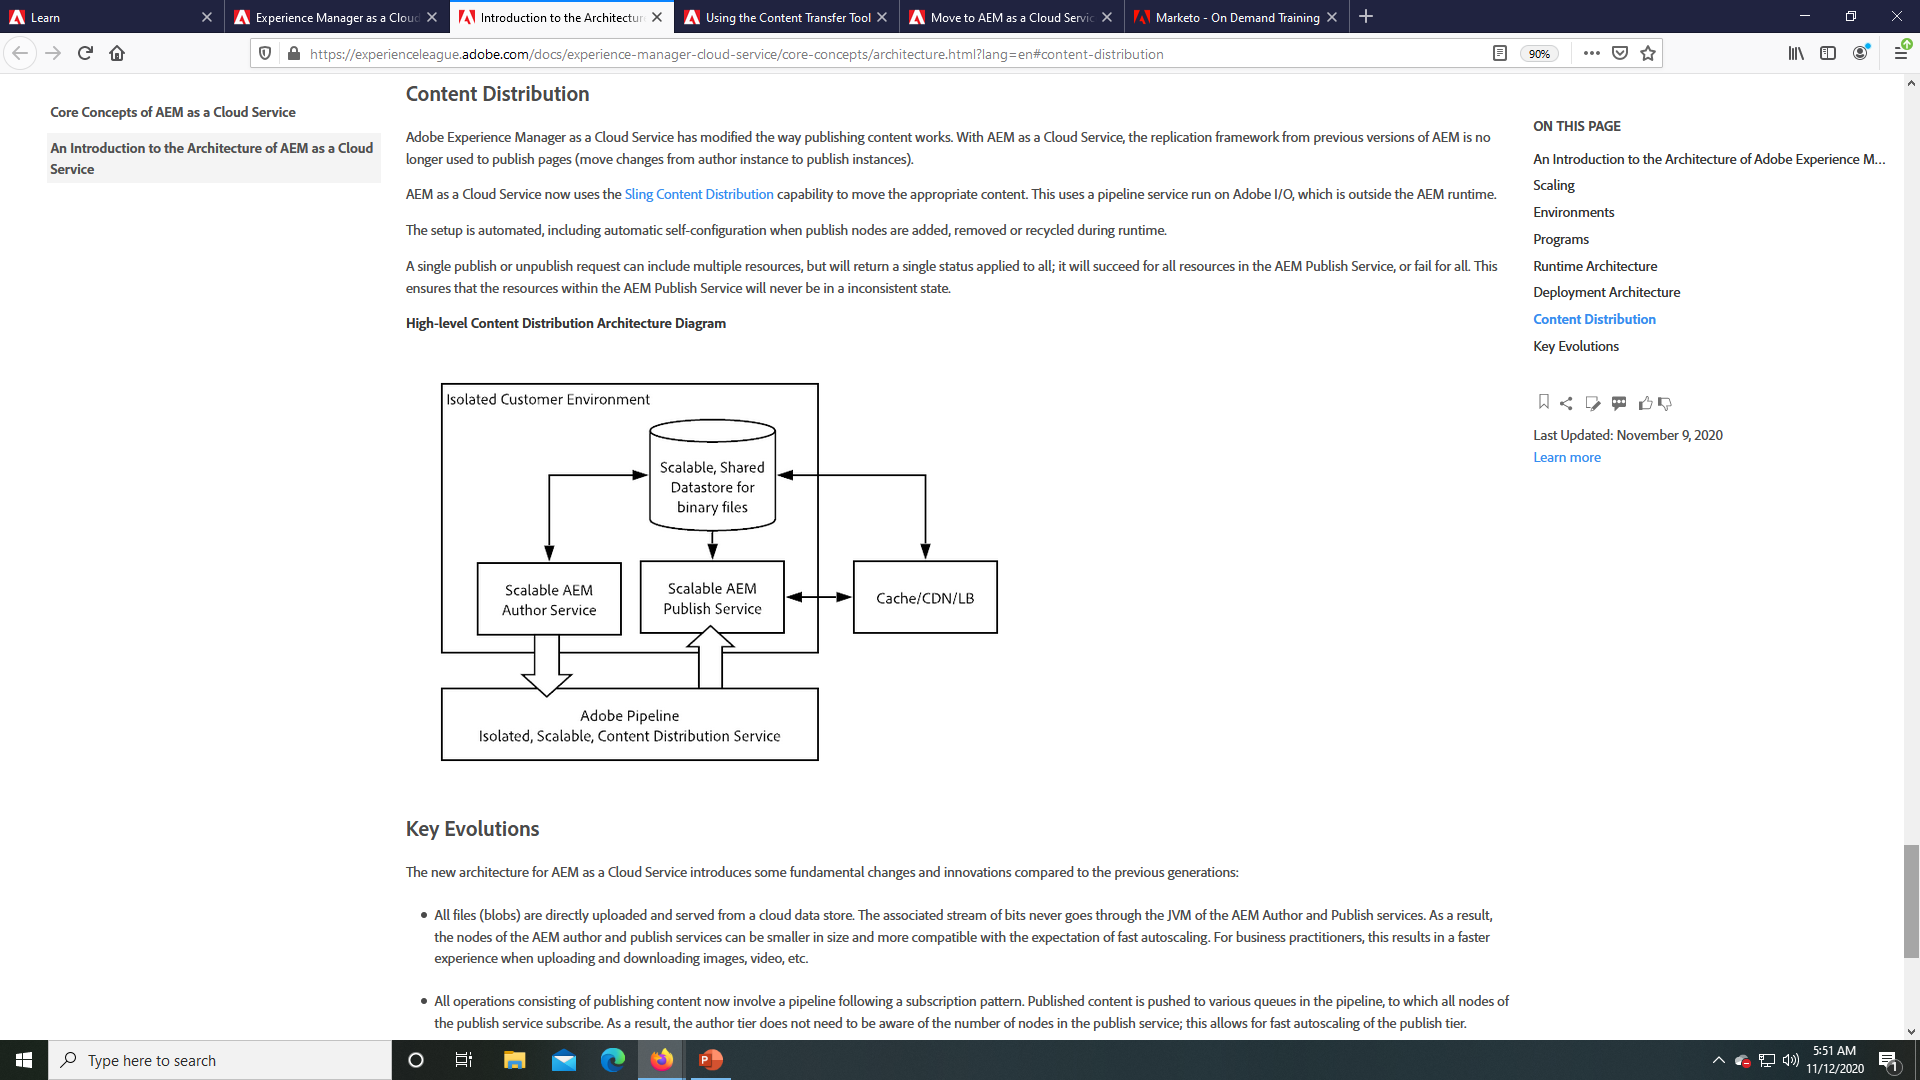 Learn
Experience Manager as a Cloud
Introduction to the Architectur
Using the Content Transfer Tool
Move to AEM as a Cloud Servic
Marketo - On Demand Training
https://experienceleague.adobe.com/docs/experience-manager-cloud-service/core-concepts/architecture.html?lang=en#content-distribution
90%
Core Concepts of AEM as a Cloud Service
An Introduction to the Architecture of AEM as a Cloud
Service
Content Distribution
Adobe Experience Manager as a Cloud Service has modified the way publishing content works. With AEM as a Cloud Service, the replication framework from previous versions of AEM is no
longer used to publish pages (move changes from author instance to publish instances).
AEM as a Cloud Service now uses the Sling Content Distribution capability to move the appropriate content. This uses a pipeline service run on Adobe I/O, which is outside the AEM runtime.
The setup is automated, including automatic self-configuration when publish nodes are added, removed or recycled during runtime.
A single publish or unpublish request can include multiple resources, but will return a single status applied to all; it will succeed for all resources in the AEM Publish Service, or fail for all. This
ensures that the resources within the AEM Publish Service will never be in a inconsistent state.
High-level Content Distribution Architecture Diagram
Isolated Customer Environment
Scalable, Shared
Datastore for
binary files
Scalable AEM
Author Service
Scalable AEM
Publish Service
Cache/CDN/LB
Adobe Pipeline
Isolated, Scalable, Content Distribution Service
Key Evolutions
The new architecture for AEM as a Cloud Service introduces some fundamental changes and innovations compared to the previous generations:
All files (blobs) are directly uploaded and served from a cloud data store. The associated stream of bits never goes through the JVM of the AEM Author and Publish services. As a result,
the nodes of the AEM author and publish services can be smaller in size and more compatible with the expectation of fast autoscaling. For business practitioners, this results in a faster
experience when uploading and downloading images, video, etc.
All operations consisting of publishing content now involve a pipeline following a subscription pattern. Published content is pushed to various queues in the pipeline, to which all nodes of
the publish service subscribe. As a result, the author tier does not need to be aware of the number of nodes in the publish service; this allows for fast autoscaling of the publish tier.
ON THIS PAGE
An Introduction to the Architecture of Adobe Experience M...
Scaling
Environments
Programs
Runtime Architecture
Deployment Architecture
Content Distribution
Key Evolutions
Last Updated: November 9, 2020
Learn more
Type here to search
5:51 AM
11/12/2020
1